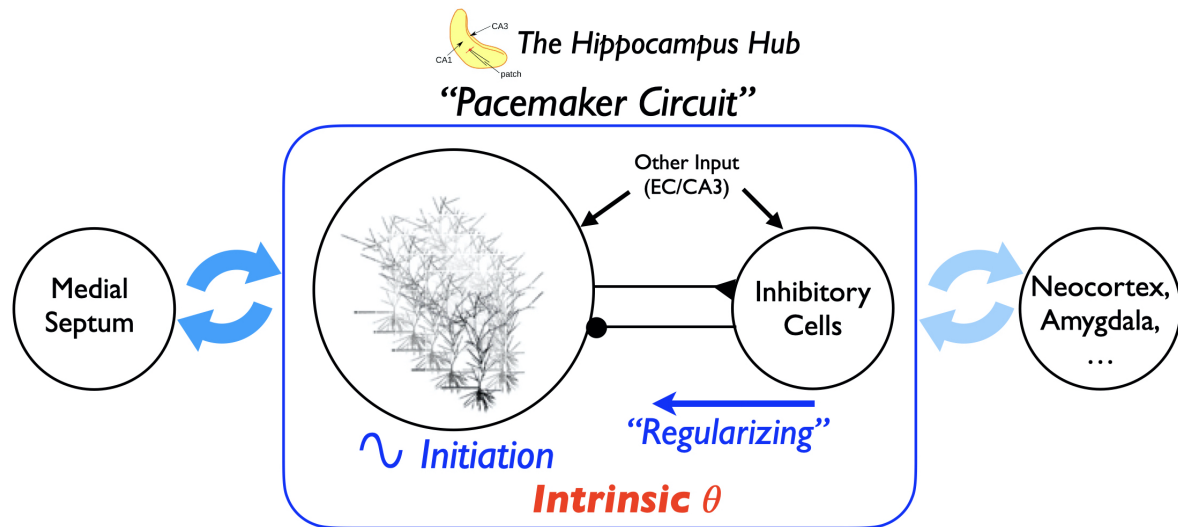 CA3
CA1
patch
The Hippocampus Hub
“Pacemaker Circuit”
Other Input
(EC/CA3)
Medial
Septum
Inhibitory
Cells
Neocortex,
Amygdala,
…
“Regularizing”
Initiation
Intrinsic θ